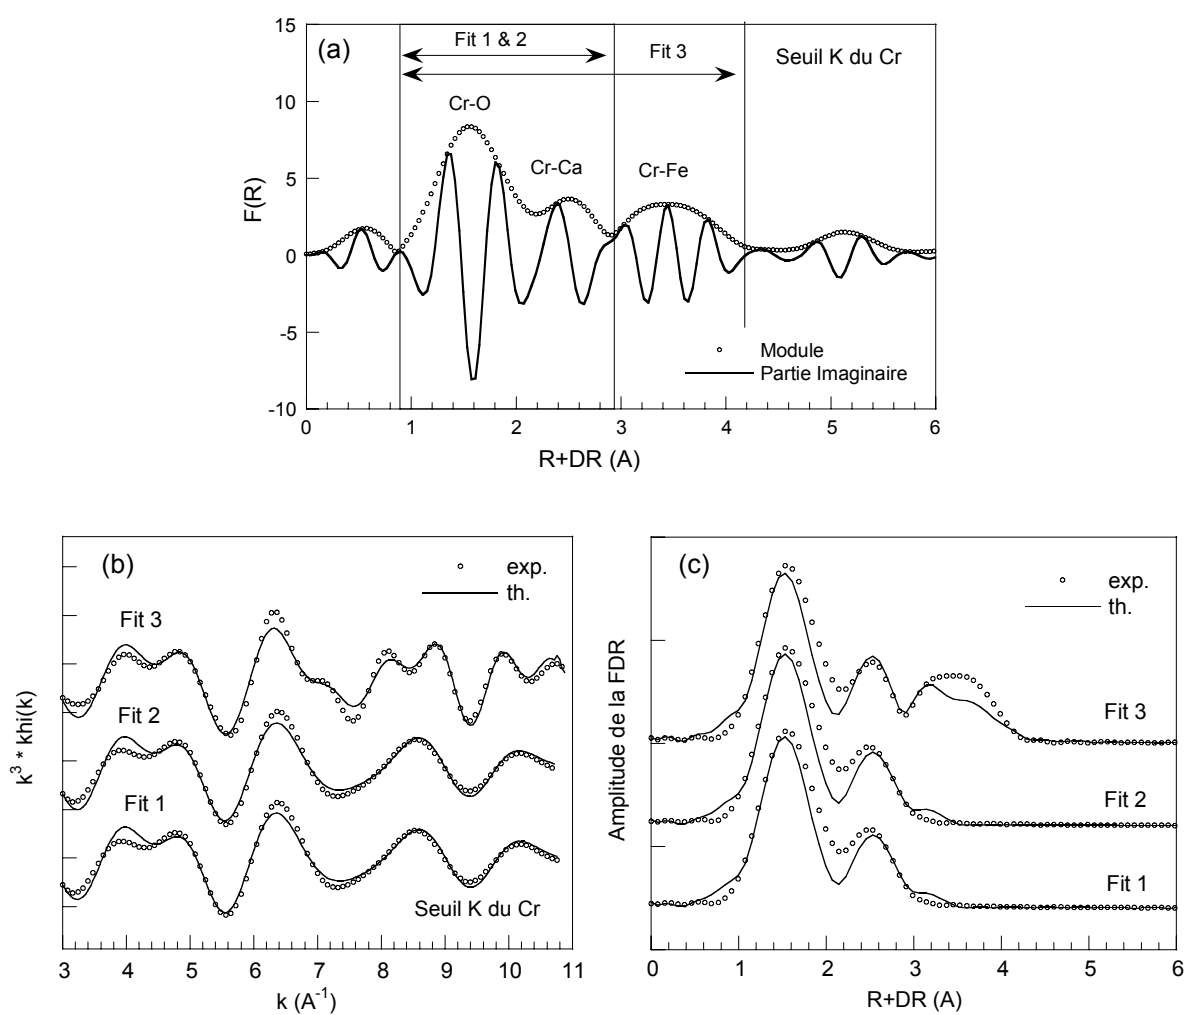 (a)
Fit 1 & 2
Fit 3
Seuil K du Cr
Cr-O
Cr-Ca
Cr-Fe
Module
Partie Imaginaire
F(R)
15
10
5
0
-5
-10
0 1 2 3 4 5 6
R+DR (A)
(b)
exp.
th.
Fit 3
Fit 2
Fit 1
Seuil K du Cr
k³ * khi(k)
3 4 5 6 7 8 9 10 11
k (A⁻¹)
(c)
exp.
th.
Fit 3
Fit 2
Fit 1
Amplitude de la FDR
0 1 2 3 4 5 6
R+DR (A)